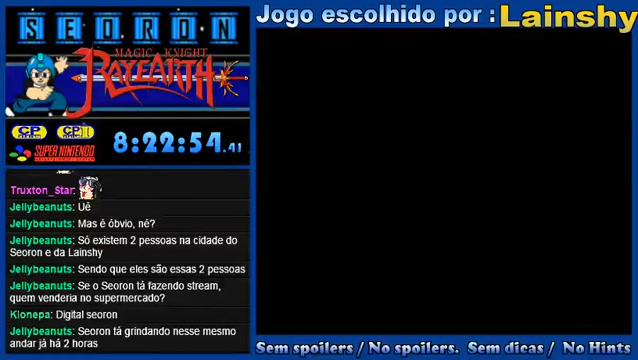 SEORON
MAGIC KNIGHT
RAYEARTH
SUPER NINTENDO
8:22:54.41
Truxton_Star:
Jellybeanuts: Ué
Jellybeanuts: Mas é óbvio, né?
Jellybeanuts: Só existem 2 pessoas na cidade do
Seoron e da Lainshy
Jellybeanuts: Sendo que eles são essas 2 pessoas
Jellybeanuts: Se o Seoron tá fazendo stream,
quem venderia no supermercado?
Klonepa: Digital seoron
Jellybeanuts: Seoron tá grindando nesse mesmo
andar já há 2 horas
Jogo escolhido por : Lainshy
Sem spoilers / No spoilers. Sem dicas / No Hints